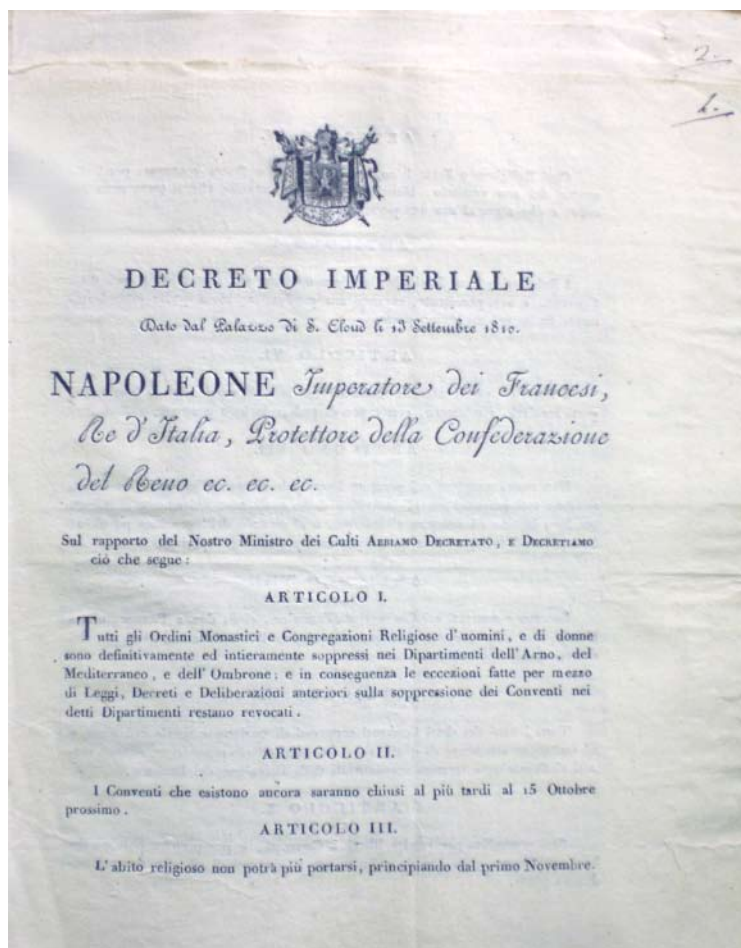 2.
DECRETO IMPERIALE
Dato dal Palazzo di S. Cloud li 13 Settembre 1810.
NAPOLEONE Imperatore dei Francesi,
Re d'Italia, Protettore della Confederazione
del Reno ec. ec. ec.
Sul rapporto del Nostro Ministro dei Culti ABBIAMO DECRETATO, E DECRETIAMO
ciò che segue:
ARTICOLO I.
Tutti gli Ordini Monastici e Congregazioni Religiose d'uomini, e di donne
sono definitivamente ed intieramente soppressi nei Dipartimenti dell'Arno, del
Mediterraneo, e dell'Ombrone; e in conseguenza le eccezioni fatte per mezzo
di Leggi, Decreti e Deliberazioni anteriori sulla soppressione dei Conventi nei
detti Dipartimenti restano revocati.
ARTICOLO II.
I Conventi che esistono ancora saranno chiusi al più tardi al 15 Ottobre
prossimo.
ARTICOLO III.
L'abito religioso non potrà più portarsi, principiando dal primo Novembre.